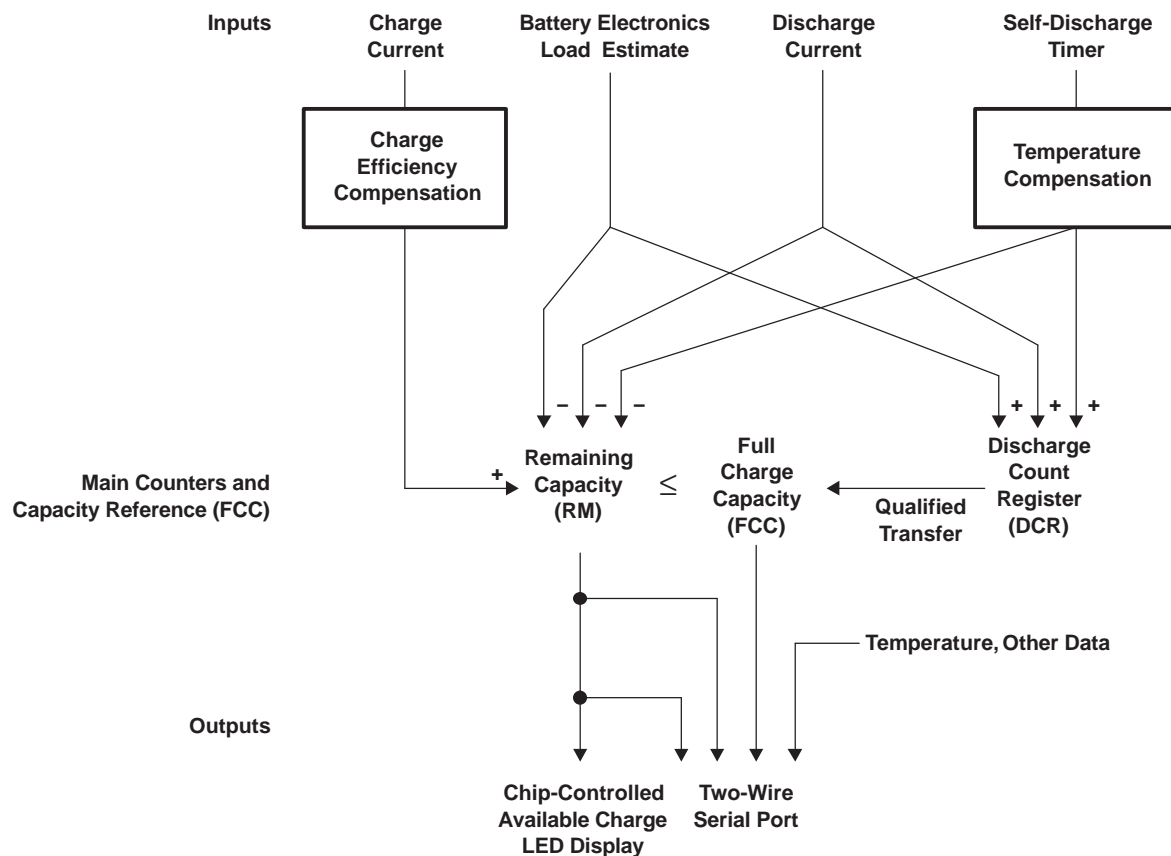 Inputs
Charge
Current
Battery Electronics
Load Estimate
Discharge
Current
Self-Discharge
Timer
Charge
Efficiency
Compensation
Temperature
Compensation
– – –
+ + +
Main Counters and
Capacity Reference (FCC)
+
Remaining
Capacity
(RM)
≤
Full
Charge
Capacity
(FCC)
Qualified
Transfer
Discharge
Count
Register
(DCR)
Temperature, Other Data
Outputs
Chip-Controlled
Available Charge
LED Display
Two-Wire
Serial Port